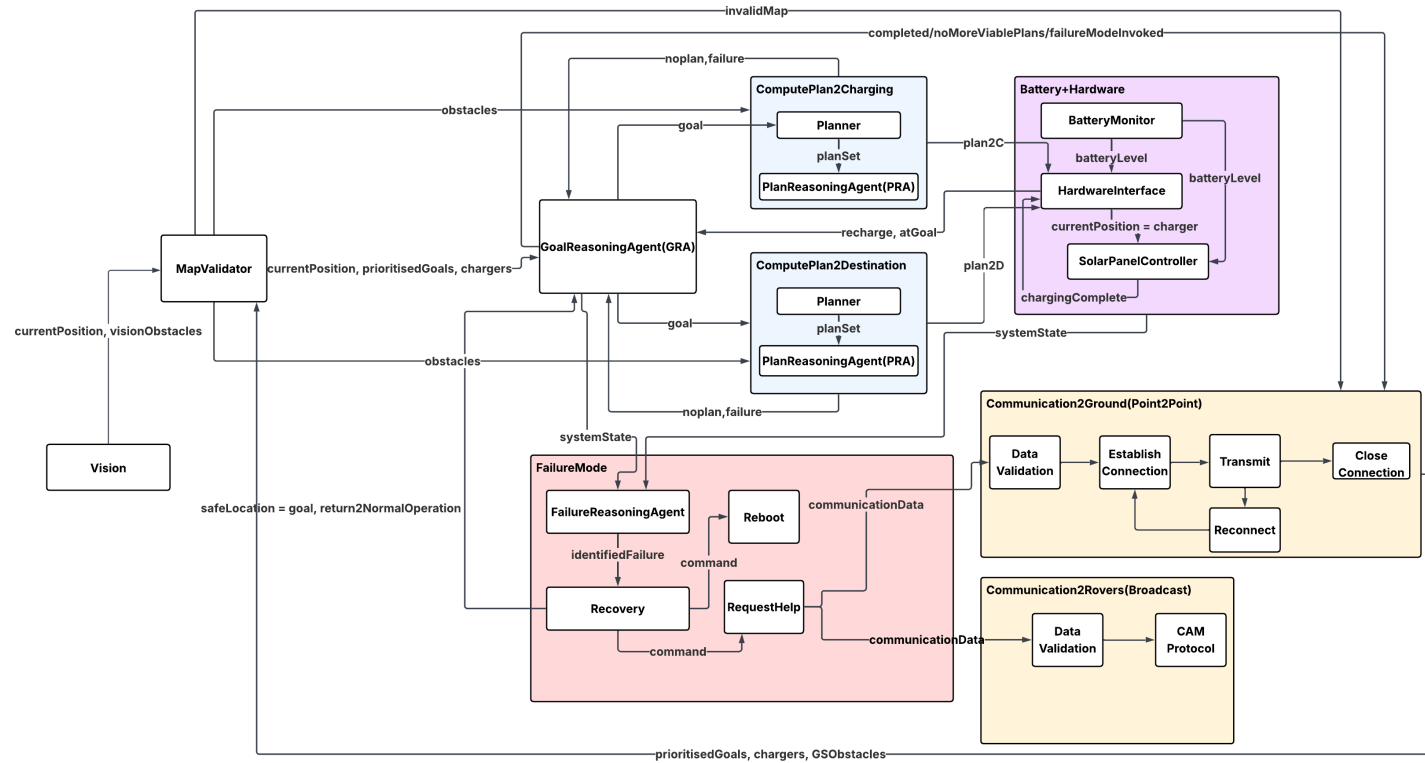 invalidMap
completed/noMoreViablePlans/failureModeInvoked
noplan,failure
ComputePlan2Charging
Battery+Hardware
obstacles
goal
Planner
BatteryMonitor
planSet
plan2C
batteryLevel
batteryLevel
PlanReasoningAgent(PRA)
HardwareInterface
currentPosition = charger
recharge, atGoal
GoalReasoningAgent(GRA)
MapValidator
currentPosition, prioritisedGoals, chargers
ComputePlan2Destination
plan2D
SolarPanelController
chargingComplete
Planner
goal
planSet
currentPosition, visionObstacles
systemState
obstacles
PlanReasoningAgent(PRA)
noplan,failure
Communication2Ground(Point2Point)
systemState
Vision
FailureMode
Data
Validation
Establish
Connection
Transmit
Close
Connection
safeLocation = goal, return2NormalOperation
FailureReasoningAgent
Reboot
communicationData
Reconnect
identifiedFailure
command
Recovery
RequestHelp
Communication2Rovers(Broadcast)
command
communicationData
Data
Validation
CAM
Protocol
prioritisedGoals, chargers, GSObstacles